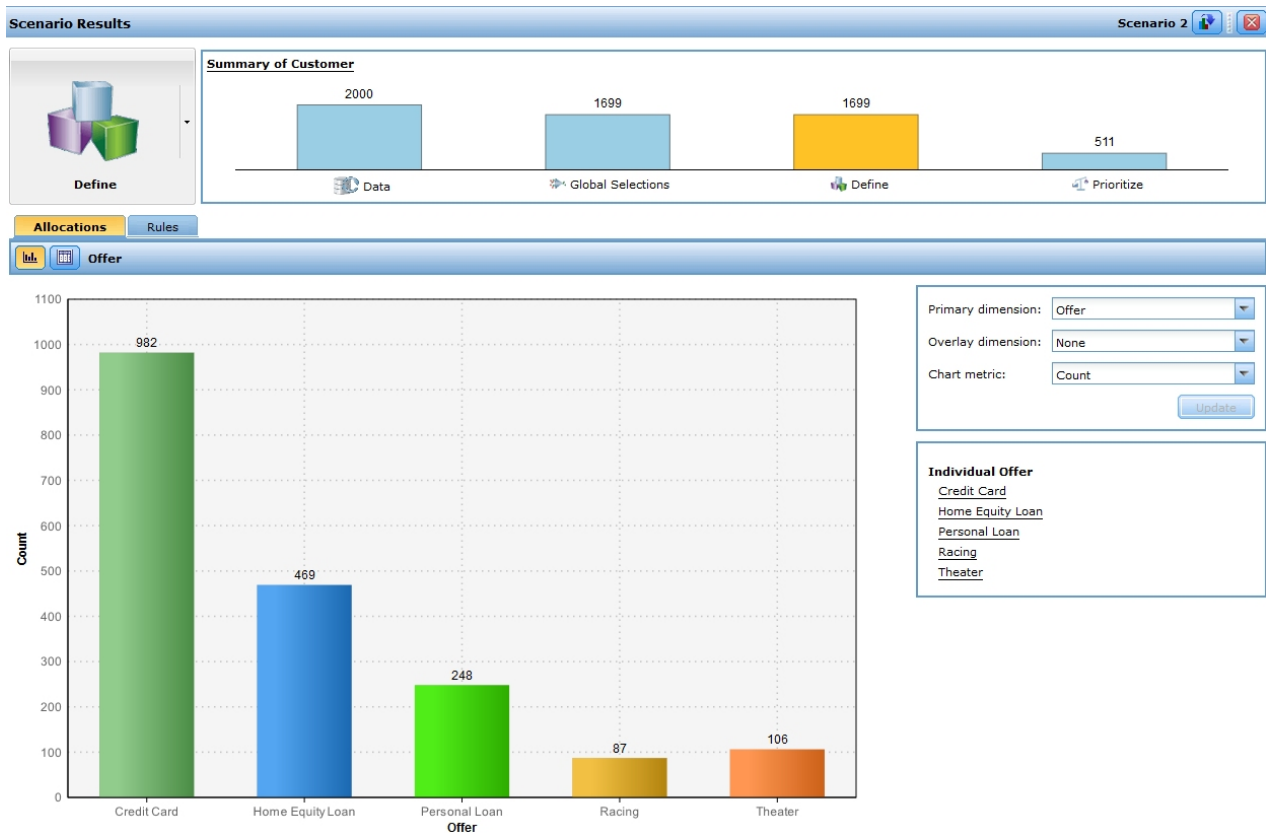 Scenario Results
Scenario 2
Define
Summary of Customer
2000
1699
1699
511
Data
Global Selections
Define
Prioritize
Allocations
Rules
Offer
1100
1000
900
800
700
600
500
400
300
200
100
0
Count
982
469
248
87
106
Credit Card
Home Equity Loan
Personal Loan
Racing
Theater
Offer
Primary dimension: Offer
Overlay dimension: None
Chart metric: Count
Update
Individual Offer
Credit Card
Home Equity Loan
Personal Loan
Racing
Theater